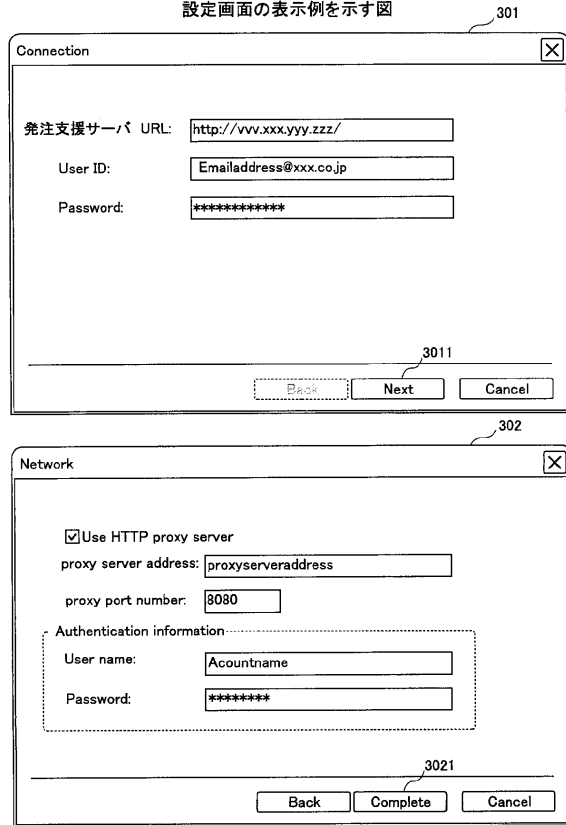 設定画面の表示例を示す図
301
Connection
発注支援サーバ URL: http://vvv.xxx.yyy.zzz/
User ID: Emailaddress@xxx.co.jp
Password: ************
3011
Back Next Cancel
302
Network
Use HTTP proxy server
proxy server address: proxyserveraddress
proxy port number: 8080
Authentication information
User name: Acountname
Password: ********
3021
Back Complete Cancel